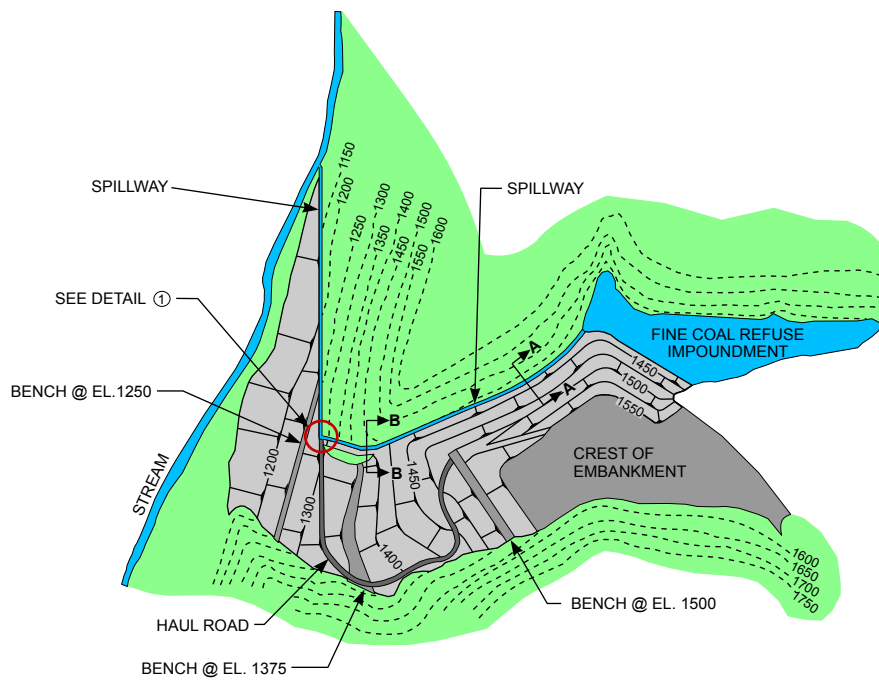 SPILLWAY
SPILLWAY
SEE DETAIL ①
BENCH @ EL.1250
STREAM
1150
1200
1250
1300
1350
1400
1450
1500
1550
1600
FINE COAL REFUSE
IMPOUNDMENT
A
A
B
B
1450
1500
1550
CREST OF
EMBANKMENT
1200
1300
1450
1400
HAUL ROAD
BENCH @ EL. 1375
BENCH @ EL. 1500
1600
1650
1700
1750